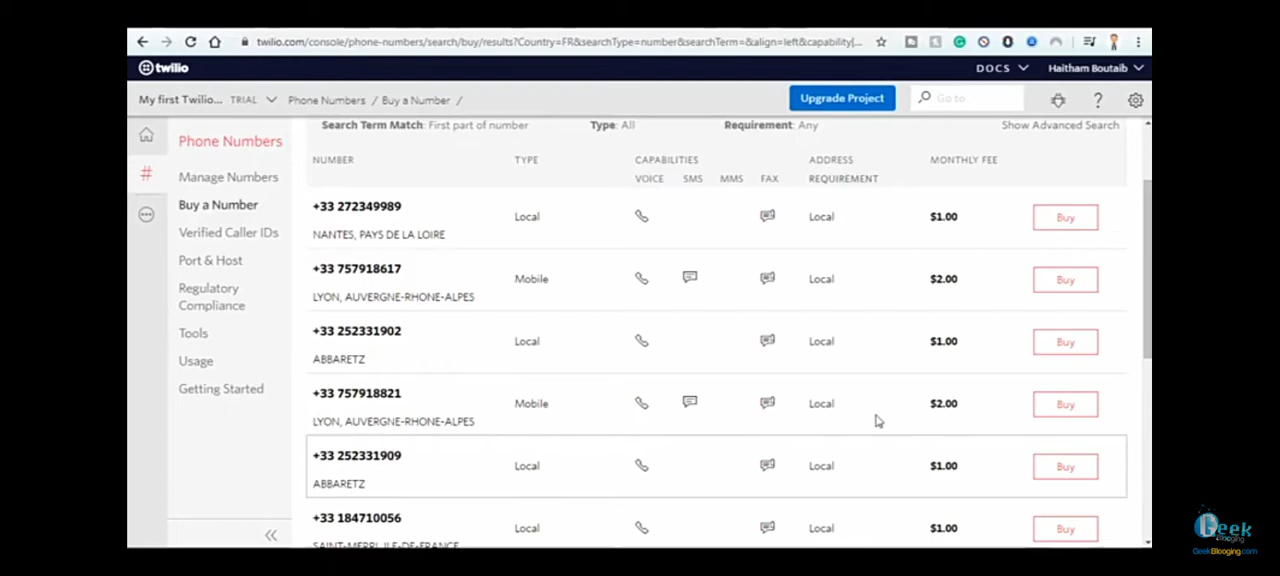 twilio.com/console/phone-numbers/search/buy/results?Country=FR&searchType=number&searchTerm=&align=left&capability[...
twilio
DOCS
Haitham Boutaib
My first Twilio... TRIAL
Phone Numbers / Buy a Number /
Upgrade Project
Go to
Phone Numbers
Manage Numbers
Buy a Number
Verified Caller IDs
Port & Host
Regulatory
Compliance
Tools
Usage
Getting Started
Search Term Match: First part of number Type: All Requirement: Any Show Advanced Search
NUMBER TYPE CAPABILITIES ADDRESS MONTHLY FEE
VOICE SMS MMS FAX REQUIREMENT
+33 272349989
Local Local $1.00 Buy
NANTES, PAYS DE LA LOIRE
+33 757918617
Mobile Local $2.00 Buy
LYON, AUVERGNE-RHONE-ALPES
+33 252331902
Local Local $1.00 Buy
ABBARETZ
+33 757918821
Mobile Local $2.00 Buy
LYON, AUVERGNE-RHONE-ALPES
+33 252331909
Local Local $1.00 Buy
ABBARETZ
+33 184710056
Local Local $1.00 Buy
SAINT-MERRI, ILE-DE-FRANCE
Geek
Blooging
GeekBlooging.com